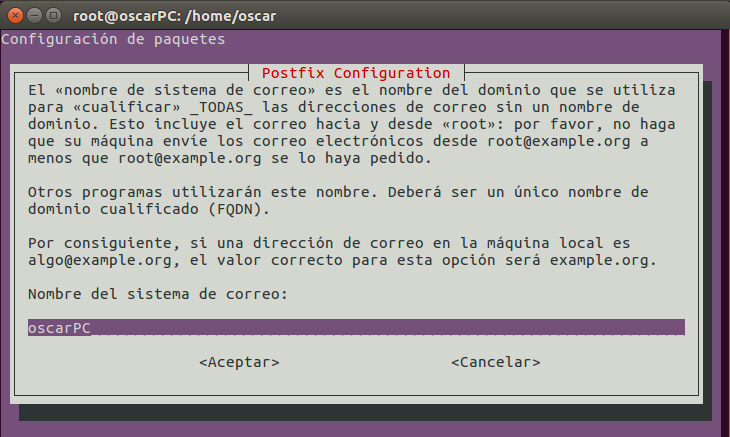 root@oscarPC: /home/oscar
Configuración de paquetes
Postfix Configuration
El «nombre de sistema de correo» es el nombre del dominio que se utiliza
para «cualificar» _TODAS_ las direcciones de correo sin un nombre de
dominio. Esto incluye el correo hacia y desde «root»: por favor, no haga
que su máquina envíe los correo electrónicos desde root@example.org a
menos que root@example.org se lo haya pedido.
Otros programas utilizarán este nombre. Deberá ser un único nombre de
dominio cualificado (FQDN).
Por consiguiente, si una dirección de correo en la máquina local es
algo@example.org, el valor correcto para esta opción será example.org.
Nombre del sistema de correo:
oscarPC
<Aceptar> <Cancelar>